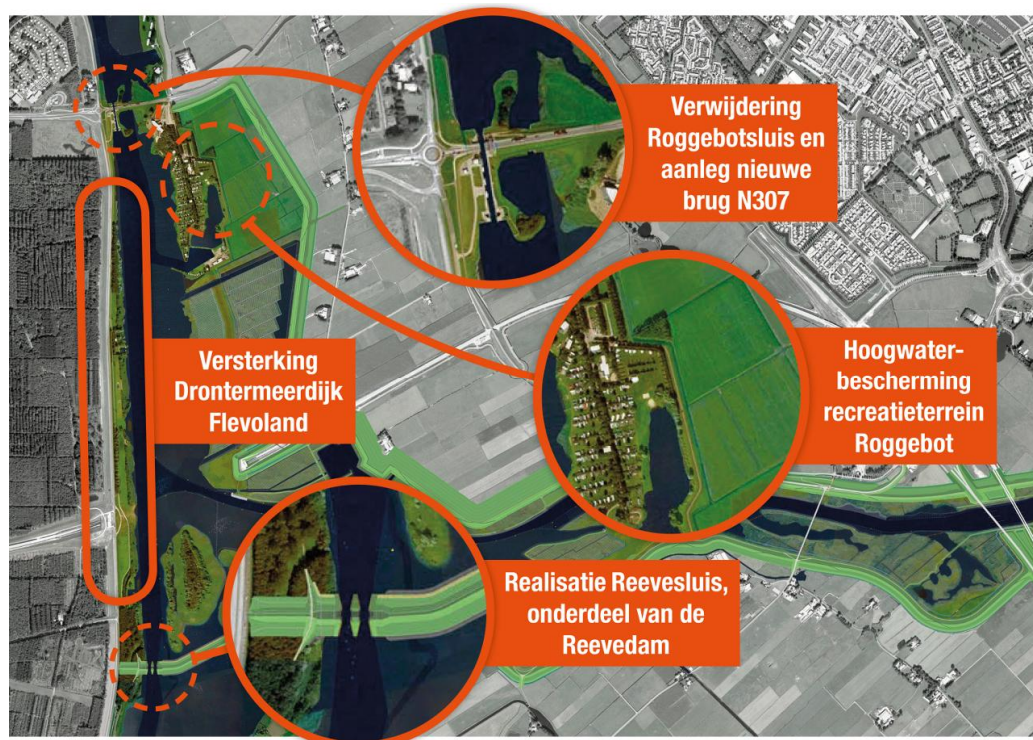 Verwijdering
Roggebotsluis en
aanleg nieuwe
brug N307
Versterking
Drontermeerdijk
Flevoland
Hoogwater-
bescherming
recreatieterrein
Roggebot
Realisatie Reevesluis,
onderdeel van de
Reevedam